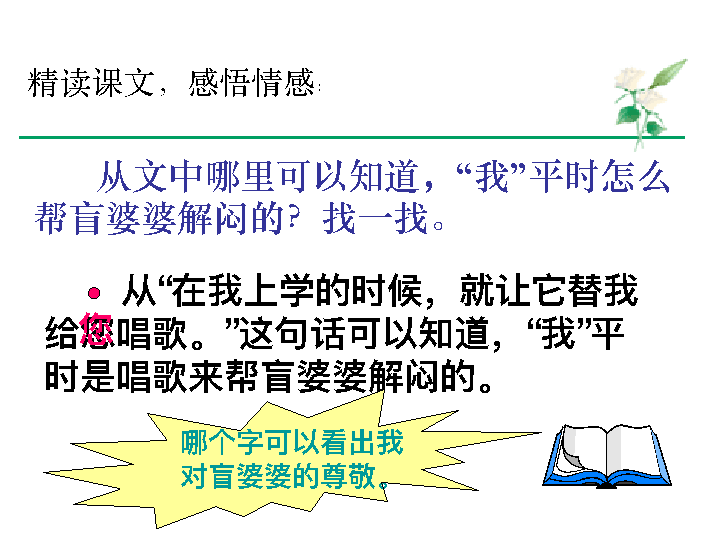 精读课文，感悟情感：
从文中哪里可以知道，“我”平时怎么
帮盲婆婆解闷的？找一找。
从“在我上学的时候，就让它替我
给您唱歌。”这句话可以知道，“我”平
时是唱歌来帮盲婆婆解闷的。
哪个字可以看出我
对盲婆婆的尊敬。